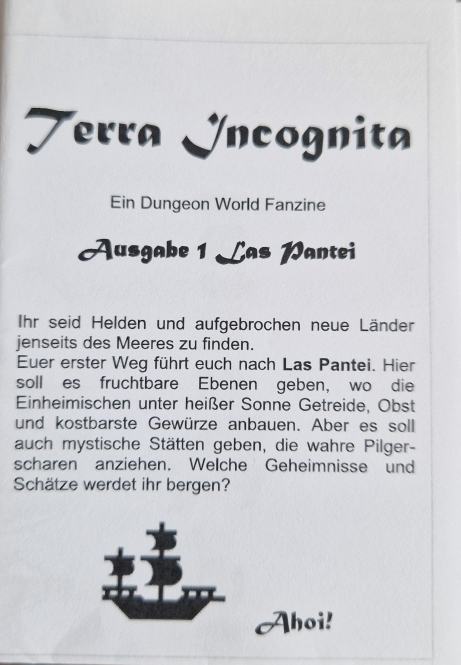 Terra Incognita
Ein Dungeon World Fanzine
Ausgabe 1 Las Pantei
Ihr seid Helden und aufgebrochen neue Länder
jenseits des Meeres zu finden.
Euer erster Weg führt euch nach Las Pantei. Hier
soll es fruchtbare Ebenen geben, wo die
Einheimischen unter heißer Sonne Getreide, Obst
und kostbarste Gewürze anbauen. Aber es soll
auch mystische Stätten geben, die wahre Pilger-
scharen anziehen. Welche Geheimnisse und
Schätze werdet ihr bergen?
Ahoi!